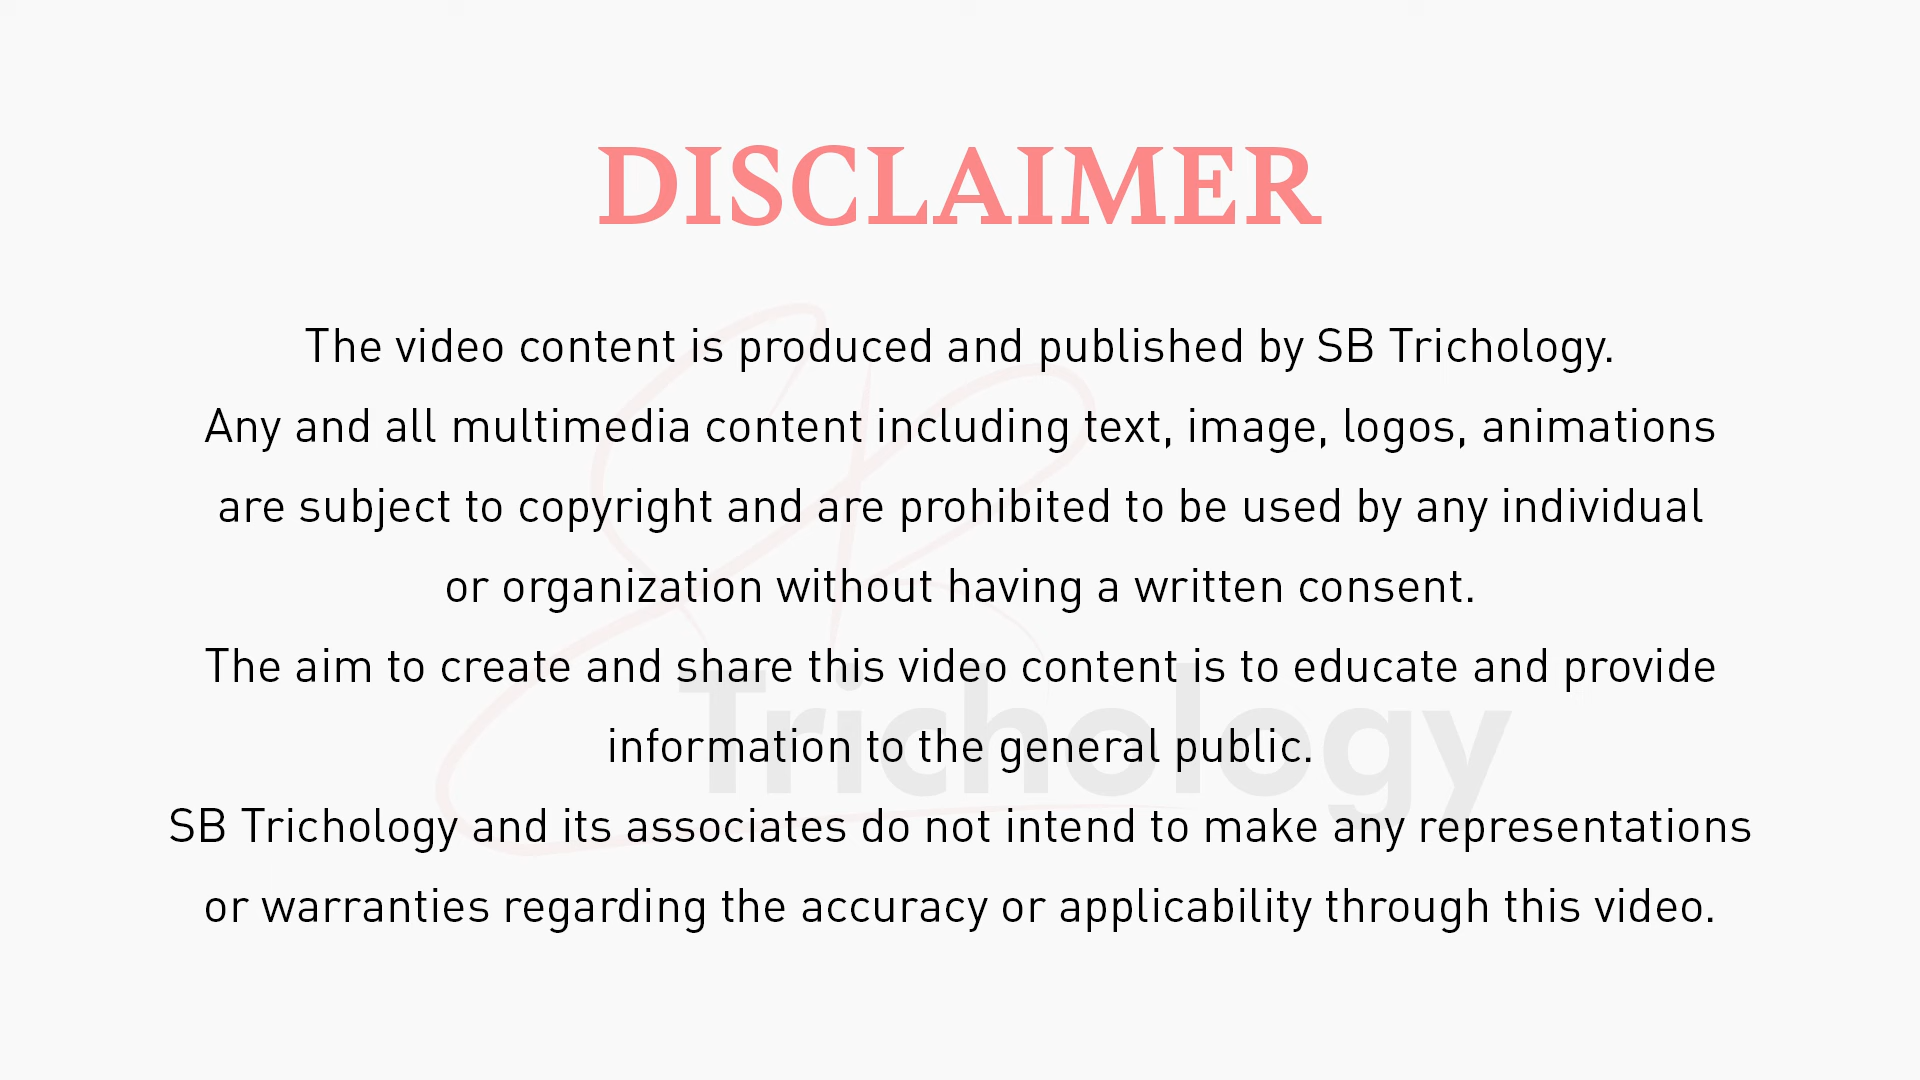 DISCLAIMER
The video content is produced and published by SB Trichology.
Any and all multimedia content including text, image, logos, animations
are subject to copyright and are prohibited to be used by any individual
or organization without having a written consent.
The aim to create and share this video content is to educate and provide
information to the general public.
SB Trichology and its associates do not intend to make any representations
or warranties regarding the accuracy or applicability through this video.
SB
Trichology